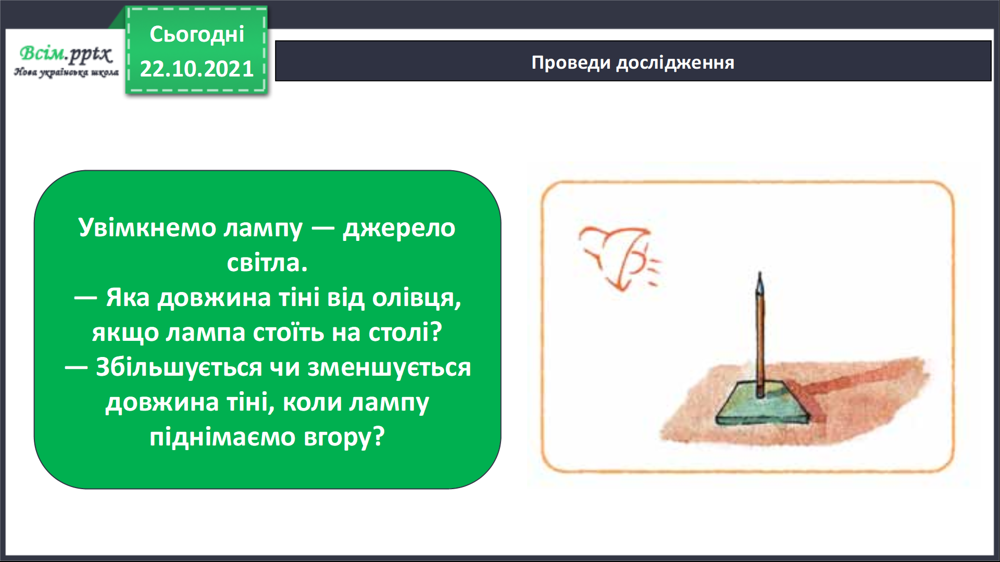 Сьогодні
22.10.2021
Всім.pptx
Нова українська школа
Проведи дослідження
Увімкнемо лампу — джерело
світла.
— Яка довжина тіні від олівця,
якщо лампа стоїть на столі?
— Збільшується чи зменшується
довжина тіні, коли лампу
піднімаємо вгору?